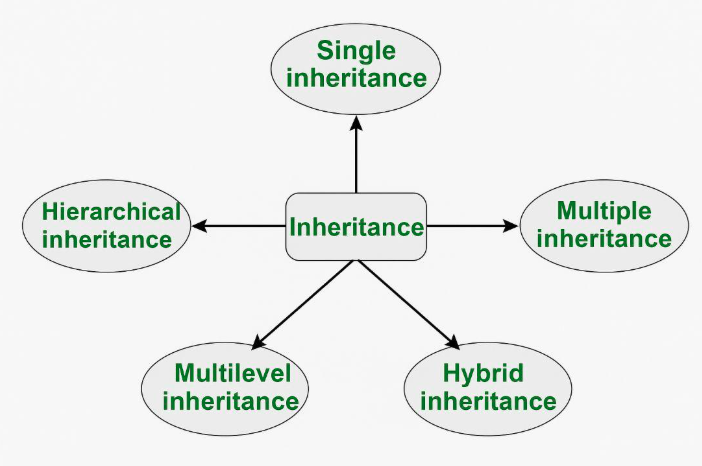 Single
inheritance
Hierarchical
inheritance
Inheritance
Multiple
inheritance
Multilevel
inheritance
Hybrid
inheritance